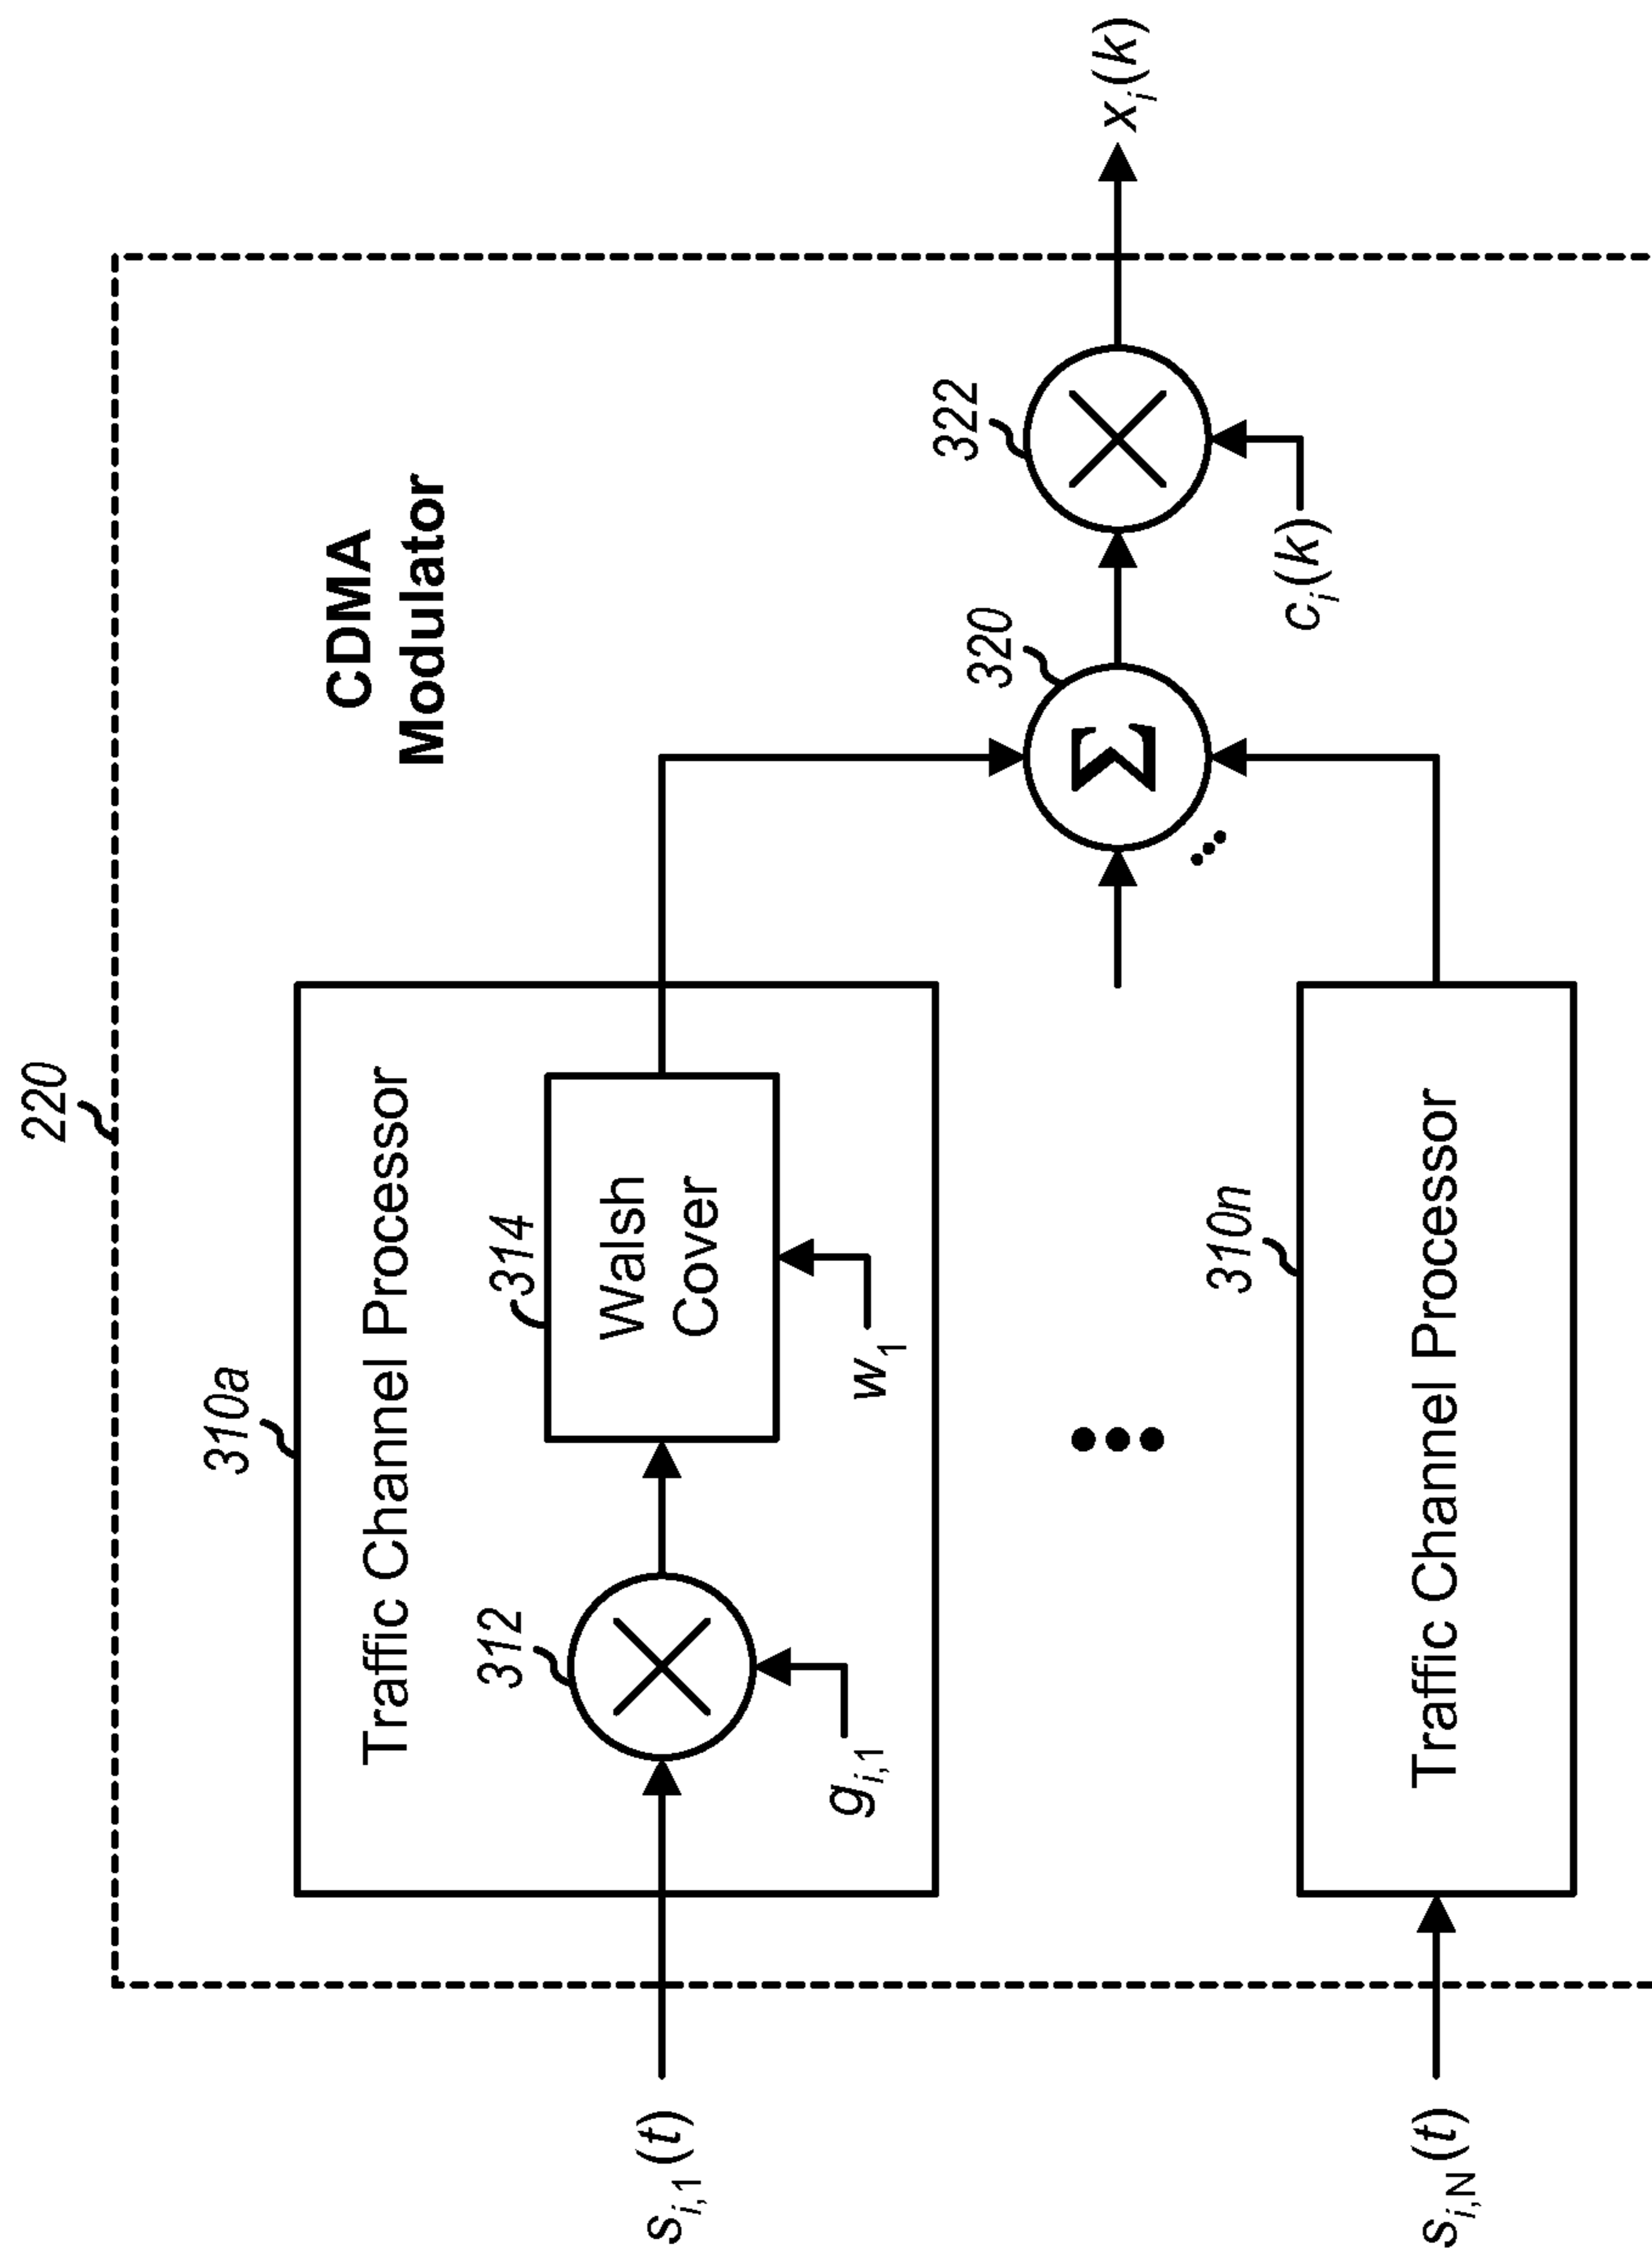 220
CDMA
Modulator
310a
Traffic Channel Processor
312
314
Walsh
Cover
s_{i,1}(t)
g_{i,1}
w_1
320
Σ
322
x_i(k)
c_i(k)
310n
Traffic Channel Processor
s_{i,N}(t)